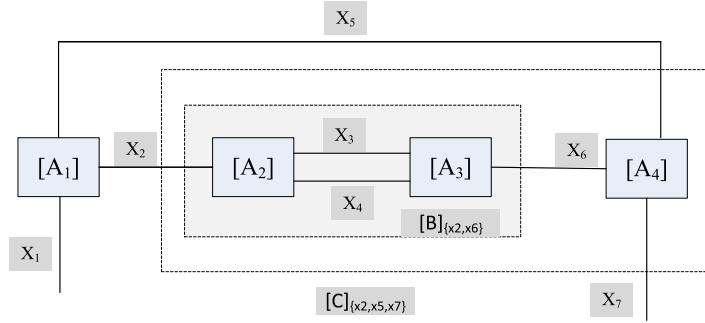 X₅
[A₁]
X₂
[A₂]
X₃
[A₃]
X₆
[A₄]
X₄
[B]{x2,x6}
X₁
[C]{x2,x5,x7}
X₇